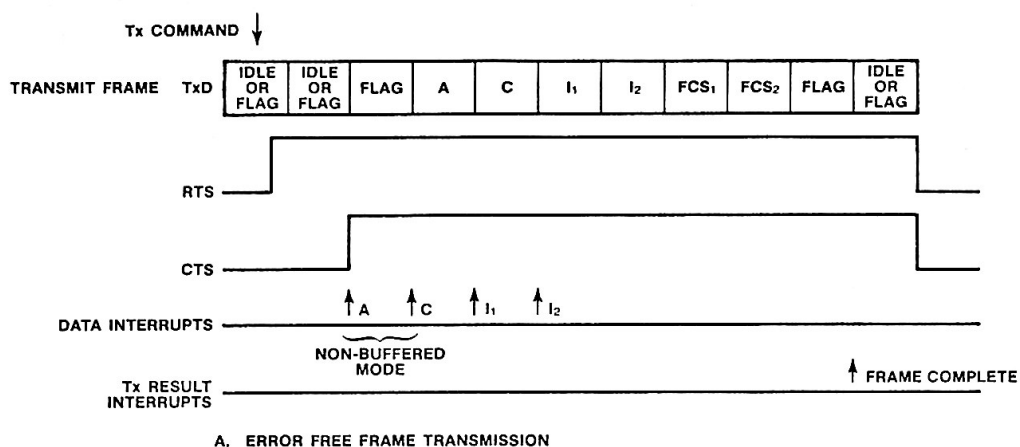 Tx COMMAND
TRANSMIT FRAME TxD IDLE OR FLAG IDLE OR FLAG FLAG A C I₁ I₂ FCS₁ FCS₂ FLAG IDLE OR FLAG
RTS
CTS
A C I₁ I₂
DATA INTERRUPTS
NON-BUFFERED
MODE
FRAME COMPLETE
Tx RESULT
INTERRUPTS
A. ERROR FREE FRAME TRANSMISSION